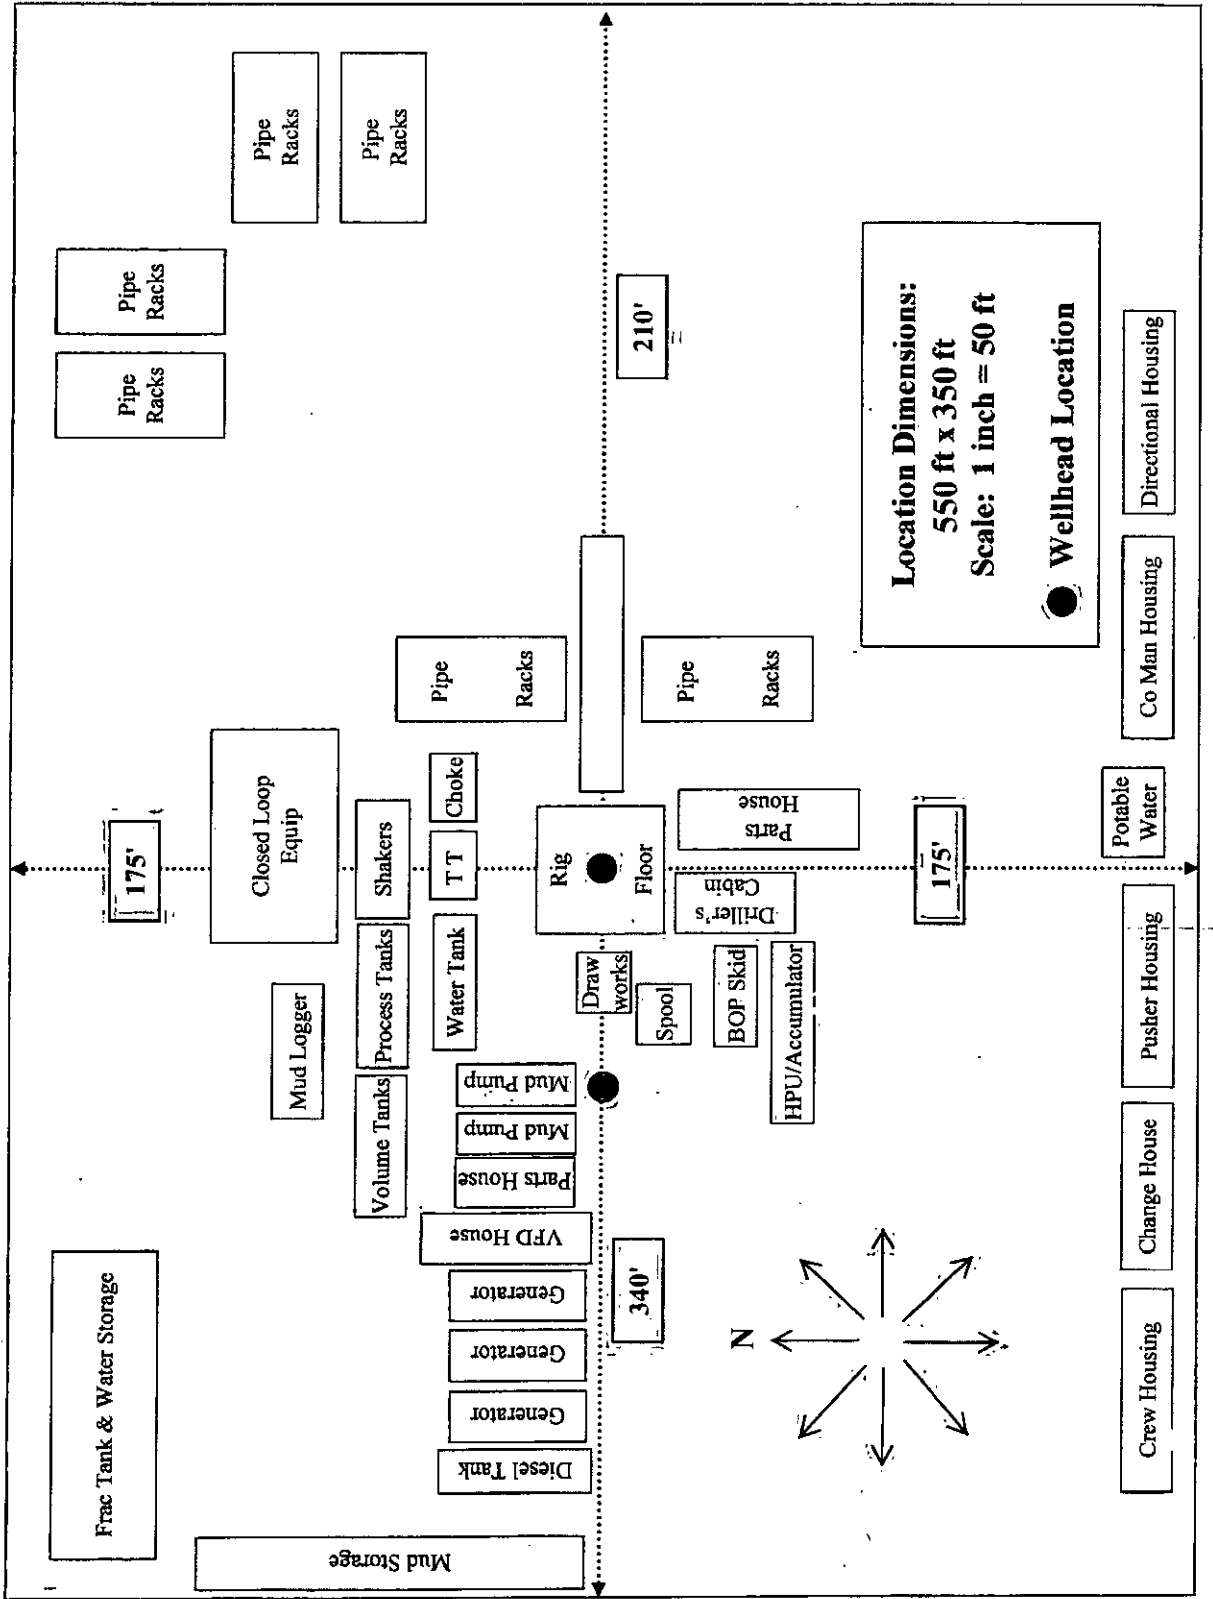 Frac Tank & Water Storage
Pipe
Racks
Pipe
Racks
Pipe
Racks
Pipe
Racks
175'
Closed Loop
Equip
Mud Logger
Volume Tanks
Process Tanks
Shakers
Water Tank
T T
Choke
Pipe
Racks
Mud Storage
Diesel Tank
Generator
Generator
Generator
VFD House
Parts House
Mud Pump
Mud Pump
Draw
works
Rig
Floor
340'
210'
Spool
BOP Skid
HPU/Accumulator
Driller's
Cabin
Parts
House
Pipe
Racks
N
175'
Location Dimensions:
550 ft x 350 ft
Scale: 1 inch = 50 ft
Wellhead Location
Crew Housing
Change House
Pusher Housing
Potable
Water
Co Man Housing
Directional Housing